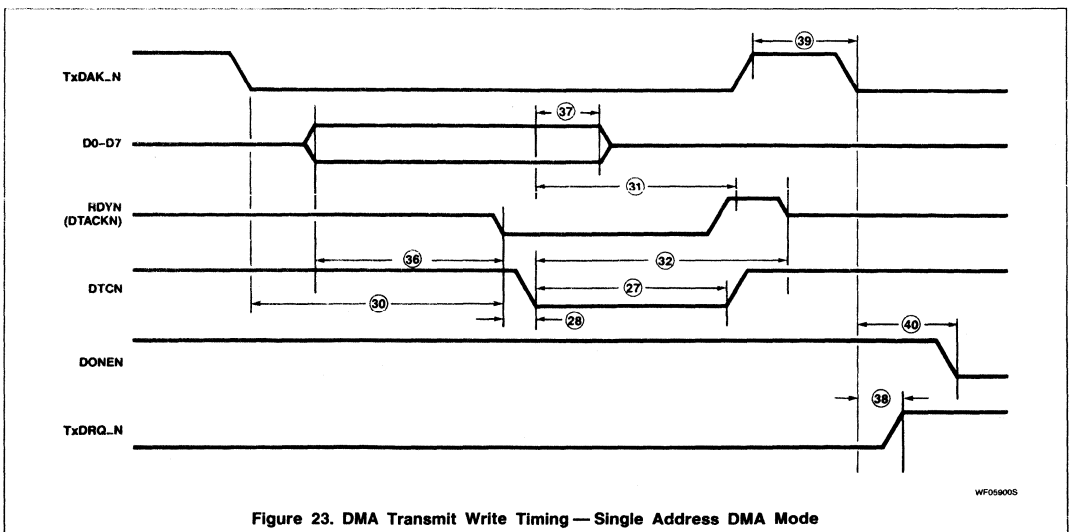 39
TxDAK_N
37
D0–D7
31
RDYN
(DTACKN)
36
32
DTCN
27
30
28
40
DONEN
38
TxDRQ_N
WF05900S
Figure 23. DMA Transmit Write Timing — Single Address DMA Mode